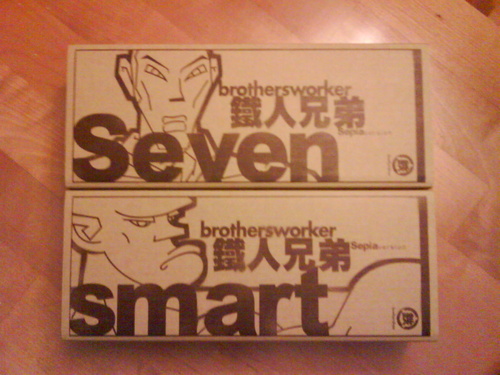 brothersworker
鐵人兄弟
Sepia
Seven
brothersworker
鐵人兄弟
Sepia
smart